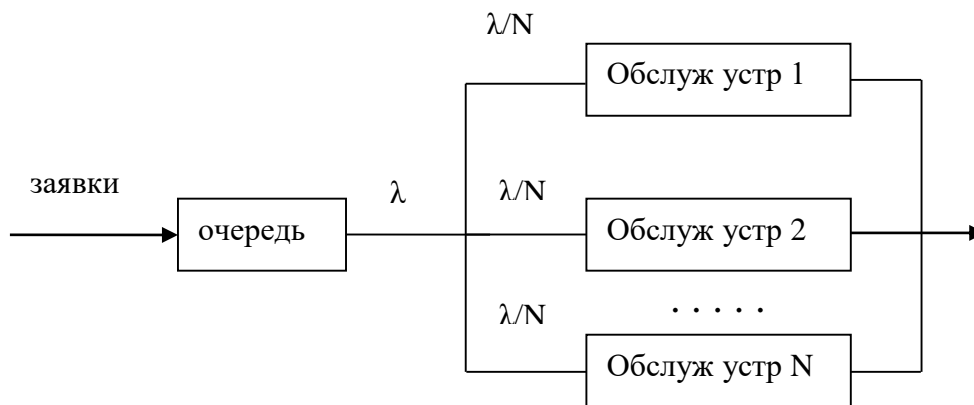 λ/N
Обслуж устр 1
заявки
λ
λ/N
очередь
Обслуж устр 2
λ/N
. . . . .
Обслуж устр N